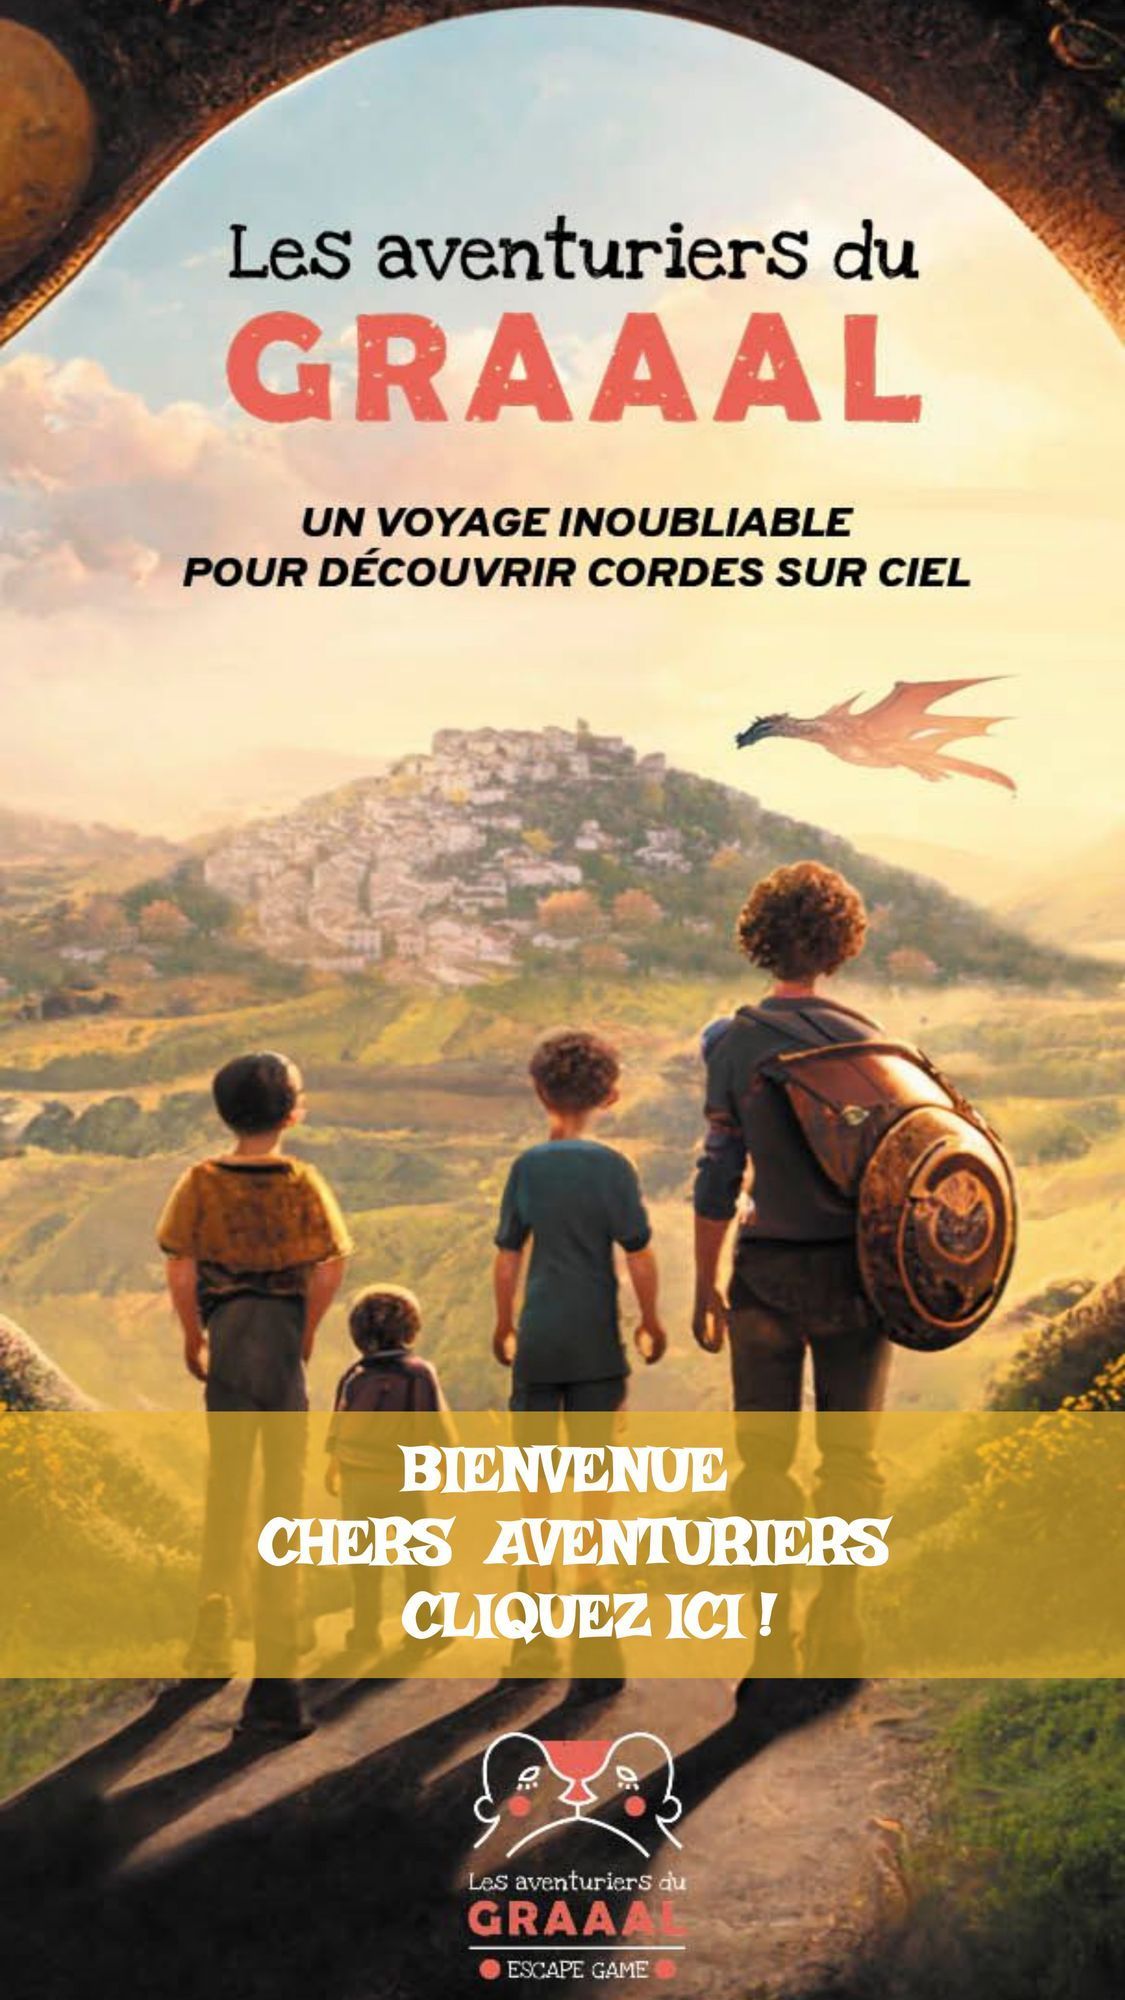 Les aventuriers du
GRAAAL
UN VOYAGE INOUBLIABLE
POUR DÉCOUVRIR CORDES SUR CIEL
BIENVENUE
CHERS AVENTURIERS
CLIQUEZ ICI !
Les aventuriers du
GRAAAL
ESCAPE GAME